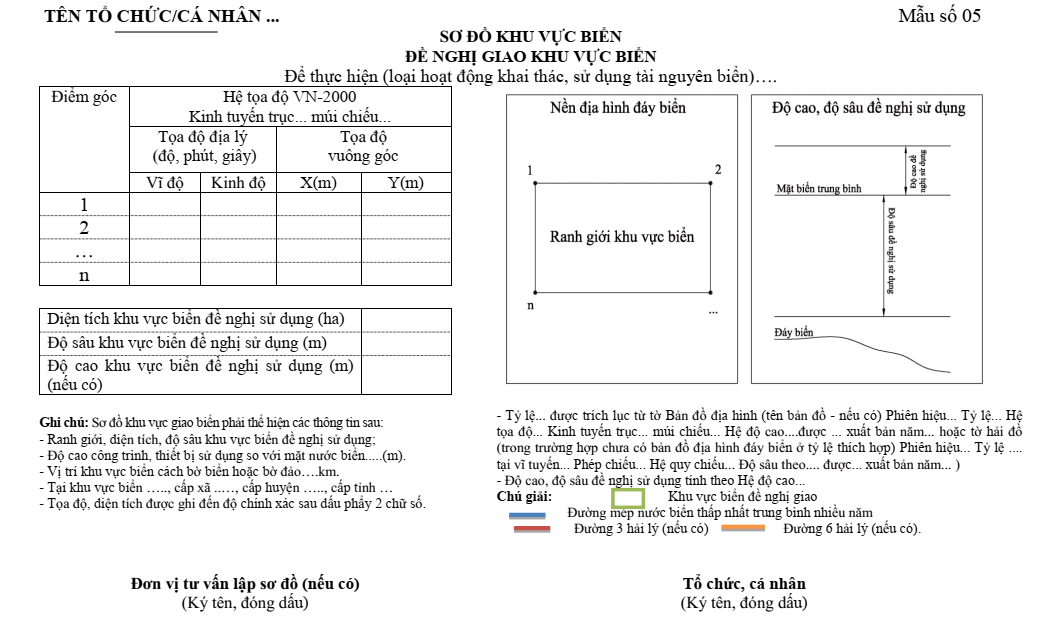 TÊN TỔ CHỨC/CÁ NHÂN ...
Mẫu số 05
SƠ ĐỒ KHU VỰC BIỂN
ĐỀ NGHỊ GIAO KHU VỰC BIỂN
Để thực hiện (loại hoạt động khai thác, sử dụng tài nguyên biển)….
Điểm góc
Hệ tọa độ VN-2000
Kinh tuyến trục... múi chiếu...
Tọa độ địa lý
(độ, phút, giây)
Tọa độ
vuông góc
Vĩ độ
Kinh độ
X(m)
Y(m)
1
2
…
n
Diện tích khu vực biển đề nghị sử dụng (ha)
Độ sâu khu vực biển đề nghị sử dụng (m)
Độ cao khu vực biển đề nghị sử dụng (m)
(nếu có)
Nền địa hình đáy biển
1
2
Ranh giới khu vực biển
n
...
Độ cao, độ sâu đề nghị sử dụng
Độ cao đề
nghị sử dụng
Mặt biển trung bình
Độ sâu đề nghị sử dụng
Đáy biển
Ghi chú: Sơ đồ khu vực giao biển phải thể hiện các thông tin sau:
- Ranh giới, diện tích, độ sâu khu vực biển đề nghị sử dụng;
- Độ cao công trình, thiết bị sử dụng so với mặt nước biển.....(m).
- Vị trí khu vực biển cách bờ biển hoặc bờ đảo….km.
- Tại khu vực biển ….., cấp xã ..…, cấp huyện ….., cấp tỉnh …
- Tọa độ, diện tích được ghi đến độ chính xác sau dấu phẩy 2 chữ số.
- Tỷ lệ... được trích lục từ tờ Bản đồ địa hình (tên bản đồ - nếu có) Phiên hiệu... Tỷ lệ... Hệ
tọa độ... Kinh tuyến trục... múi chiếu... Hệ độ cao....được ... xuất bản năm... hoặc tờ hải đồ
(trong trường hợp chưa có bản đồ địa hình đáy biển ở tỷ lệ thích hợp) Phiên hiệu... Tỷ lệ ....
tại vĩ tuyến... Phép chiếu... Hệ quy chiếu... Độ sâu theo.... được... xuất bản năm... )
- Độ cao, độ sâu đề nghị sử dụng tính theo Hệ độ cao...
Chú giải: Khu vực biển đề nghị giao
Đường mép nước biển thấp nhất trung bình nhiều năm
Đường 3 hải lý (nếu có) Đường 6 hải lý (nếu có).
Đơn vị tư vấn lập sơ đồ (nếu có)
(Ký tên, đóng dấu)
Tổ chức, cá nhân
(Ký tên, đóng dấu)